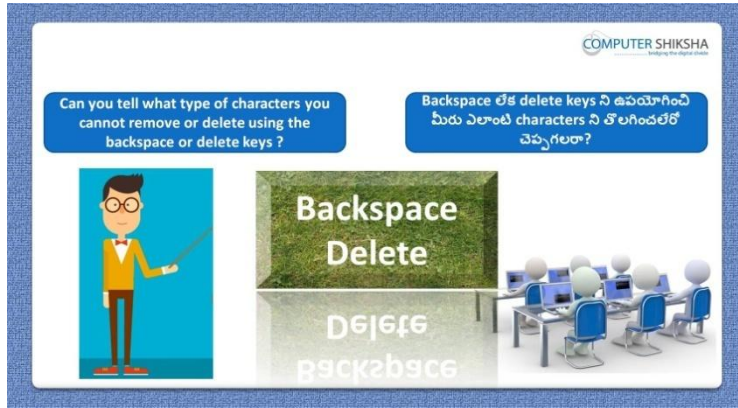 COMPUTER SHIKSHA
bridging the digital divide
Can you tell what type of characters you
cannot remove or delete using the
backspace or delete keys ?
Backspace లేక delete keys ని ఉపయోగించి
మీరు ఎలాంటి characters ని తొలగించలేరో
చెప్పగలరా?
Backspace
Delete